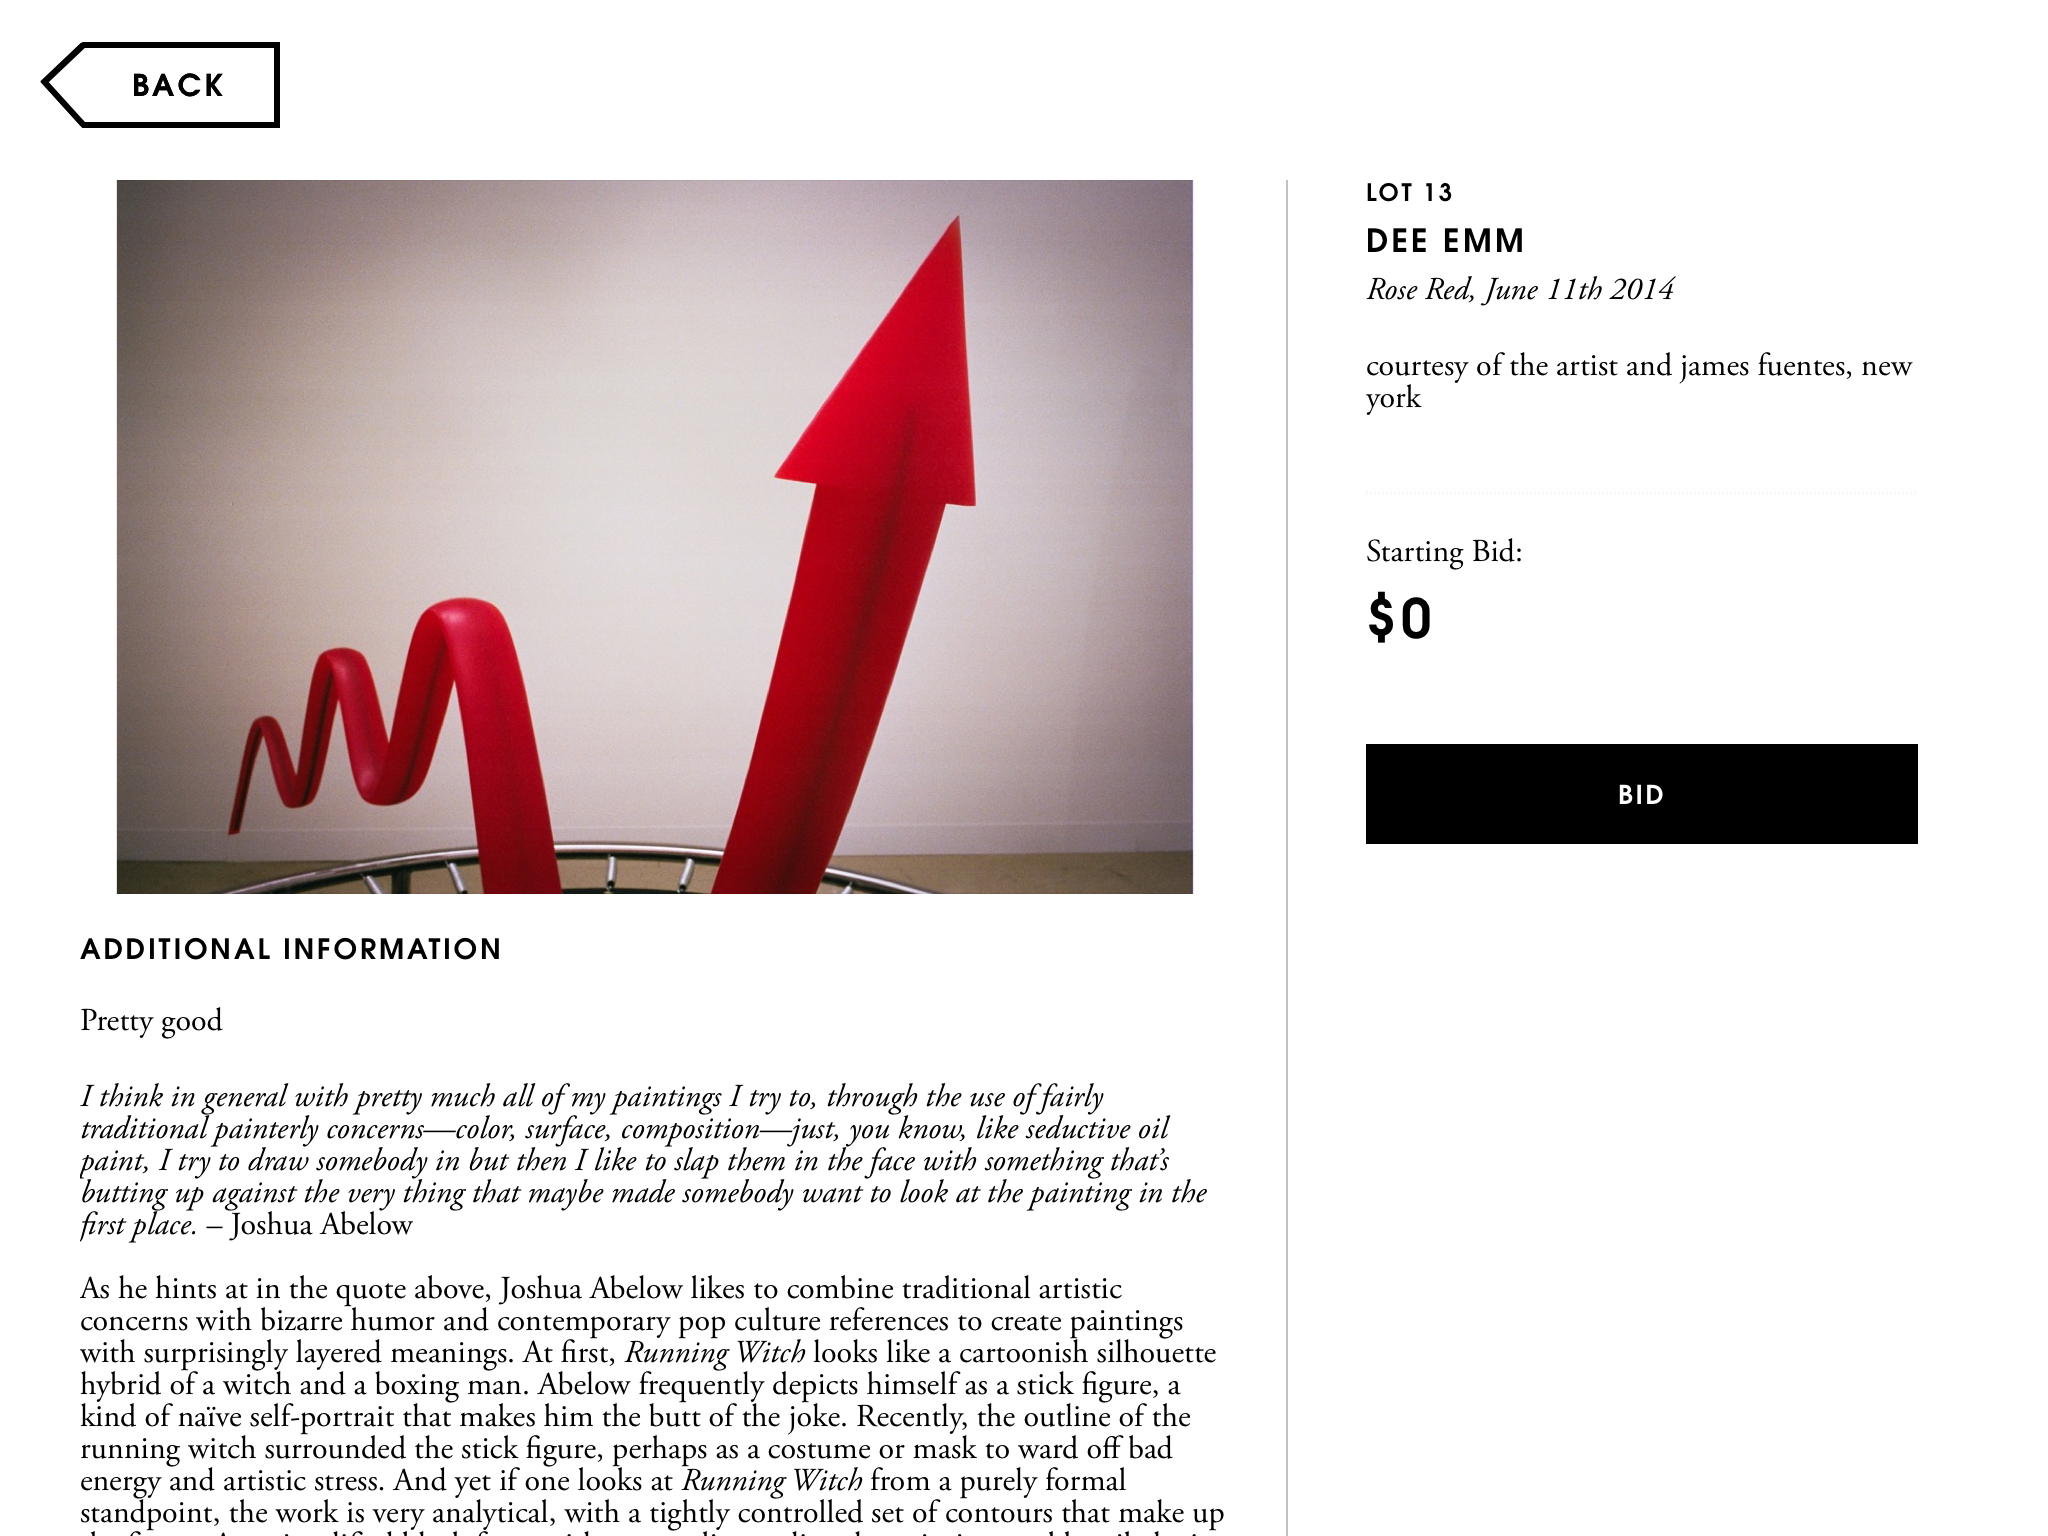 BACK
LOT 13
DEE EMM
Rose Red, June 11th 2014
courtesy of the artist and james fuentes, new
york
Starting Bid:
$0
BID
ADDITIONAL INFORMATION
Pretty good
I think in general with pretty much all of my paintings I try to, through the use of fairly
traditional painterly concerns—color, surface, composition—just, you know, like seductive oil
paint, I try to draw somebody in but then I like to slap them in the face with something that’s
butting up against the very thing that maybe made somebody want to look at the painting in the
first place. – Joshua Abelow
As he hints at in the quote above, Joshua Abelow likes to combine traditional artistic
concerns with bizarre humor and contemporary pop culture references to create paintings
with surprisingly layered meanings. At first, Running Witch looks like a cartoonish silhouette
hybrid of a witch and a boxing man. Abelow frequently depicts himself as a stick figure, a
kind of naïve self-portrait that makes him the butt of the joke. Recently, the outline of the
running witch surrounded the stick figure, perhaps as a costume or mask to ward off bad
energy and artistic stress. And yet if one looks at Running Witch from a purely formal
standpoint, the work is very analytical, with a tightly controlled set of contours that make up